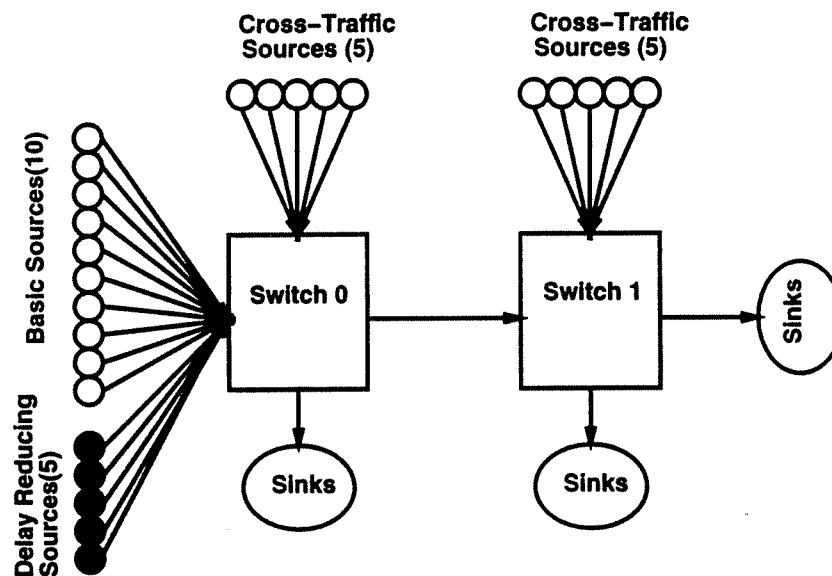 Cross–Traffic
Sources (5)
Cross–Traffic
Sources (5)
Basic Sources(10)
Switch 0
Switch 1
Sinks
Sinks
Sinks
Delay Reducing
Sources(5)